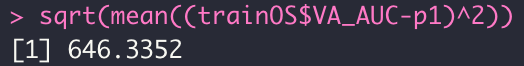 > sqrt(mean((trainOS$VA_AUC-p1)^2))
[1] 646.3352